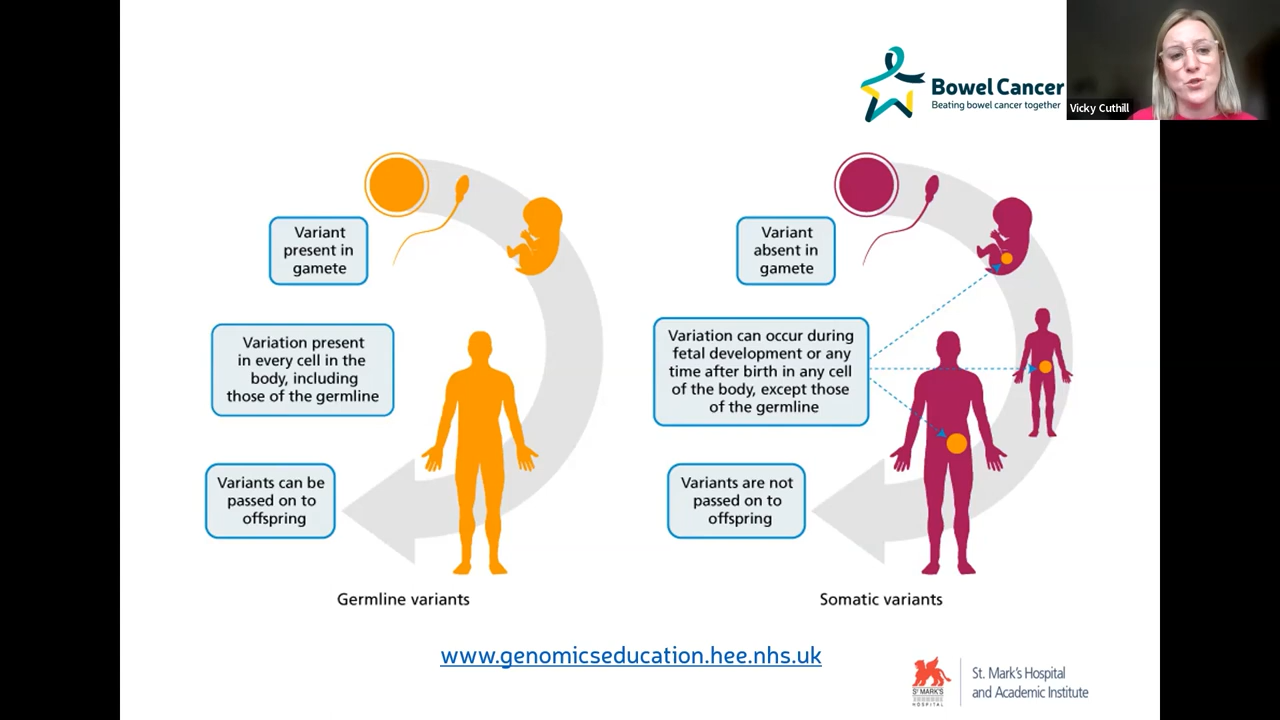 Bowel Cancer
Beating bowel cancer together
Vicky Cuthill
Variant
present in
gamete
Variation present
in every cell in the
body, including
those of the germline
Variants can be
passed on to
offspring
Germline variants
Variant
absent in
gamete
Variation can occur during
fetal development or any
time after birth in any cell
of the body, except those
of the germline
Variants are not
passed on to
offspring
Somatic variants
www.genomicseducation.hee.nhs.uk
ST MARK'S
HOSPITAL
St. Mark's Hospital
and Academic Institute